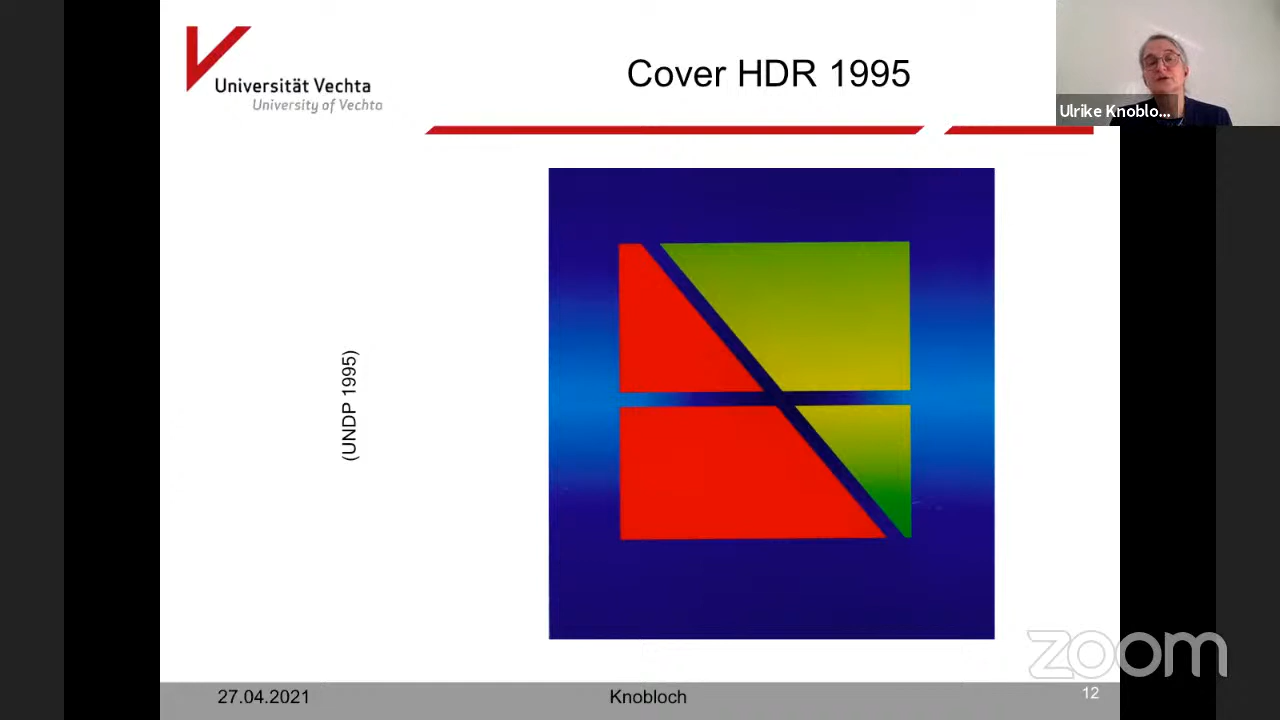 Universität Vechta
University of Vechta
Cover HDR 1995
Ulrike Knoblo...
(UNDP 1995)
zoom
27.04.2021
Knobloch
12